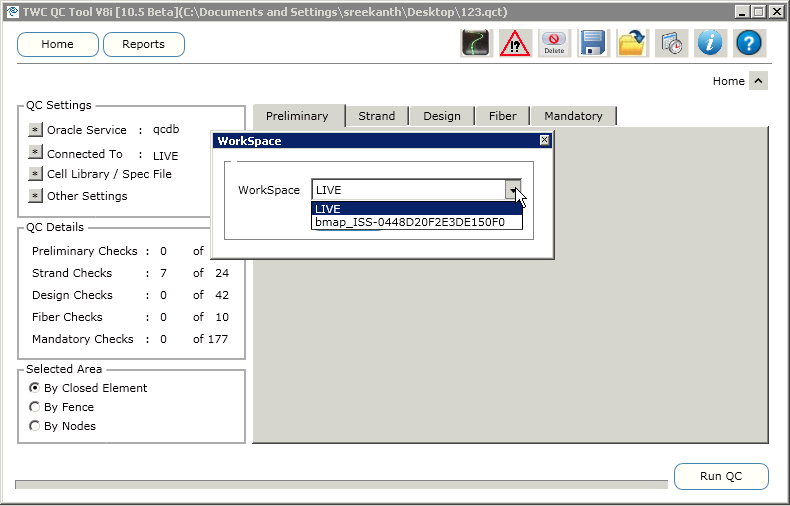 TWC QC Tool V8i [10.5 Beta](C:\Documents and Settings\sreekanth\Desktop\123.qct)
Home
Reports
!?
Delete
Home
QC Settings
* Oracle Service : qcdb
* Connected To : LIVE
* Cell Library / Spec File
* Other Settings
Preliminary Strand Design Fiber Mandatory
WorkSpace
WorkSpace LIVE
LIVE
bmap_ISS-0448D20F2E3DE150F0
QC Details
Preliminary Checks : 0 of
Strand Checks : 7 of 24
Design Checks : 0 of 42
Fiber Checks : 0 of 10
Mandatory Checks : 0 of 177
Selected Area
By Closed Element
By Fence
By Nodes
Run QC